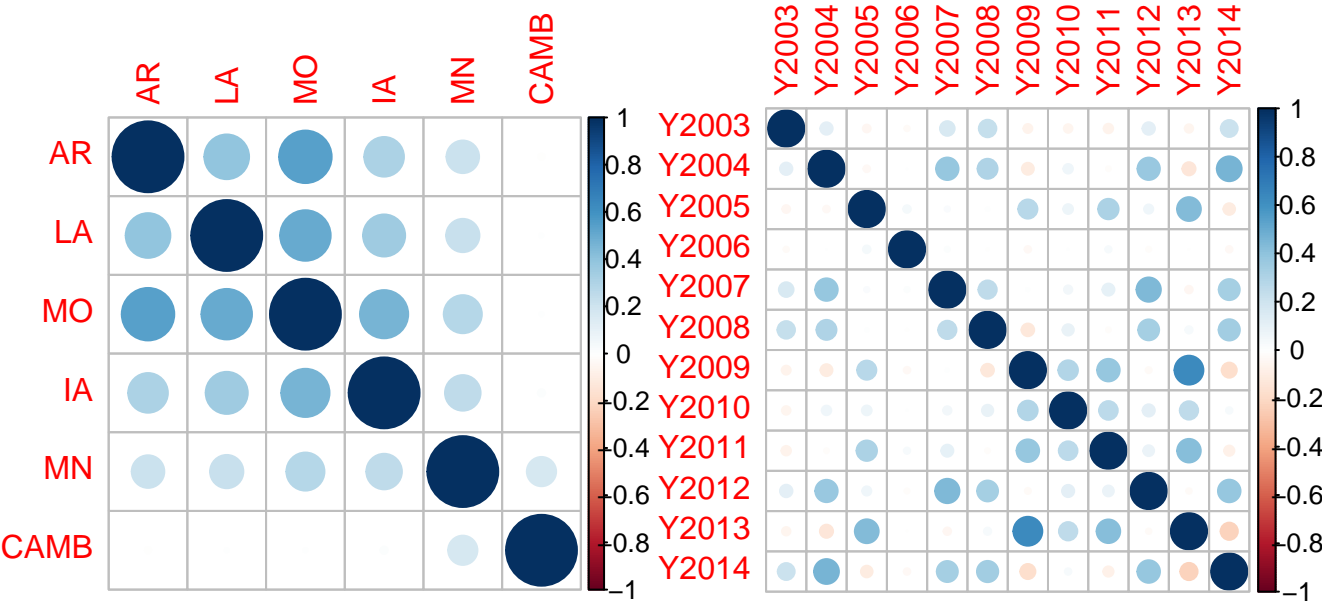 AR LA MO IA MN CAMB
AR
LA
MO
IA
MN
CAMB
1
0.8
0.6
0.4
0.2
0
−0.2
−0.4
−0.6
−0.8
−1
Y2003 Y2004 Y2005 Y2006 Y2007 Y2008 Y2009 Y2010 Y2011 Y2012 Y2013 Y2014
Y2003
Y2004
Y2005
Y2006
Y2007
Y2008
Y2009
Y2010
Y2011
Y2012
Y2013
Y2014
1
0.8
0.6
0.4
0.2
0
−0.2
−0.4
−0.6
−0.8
−1